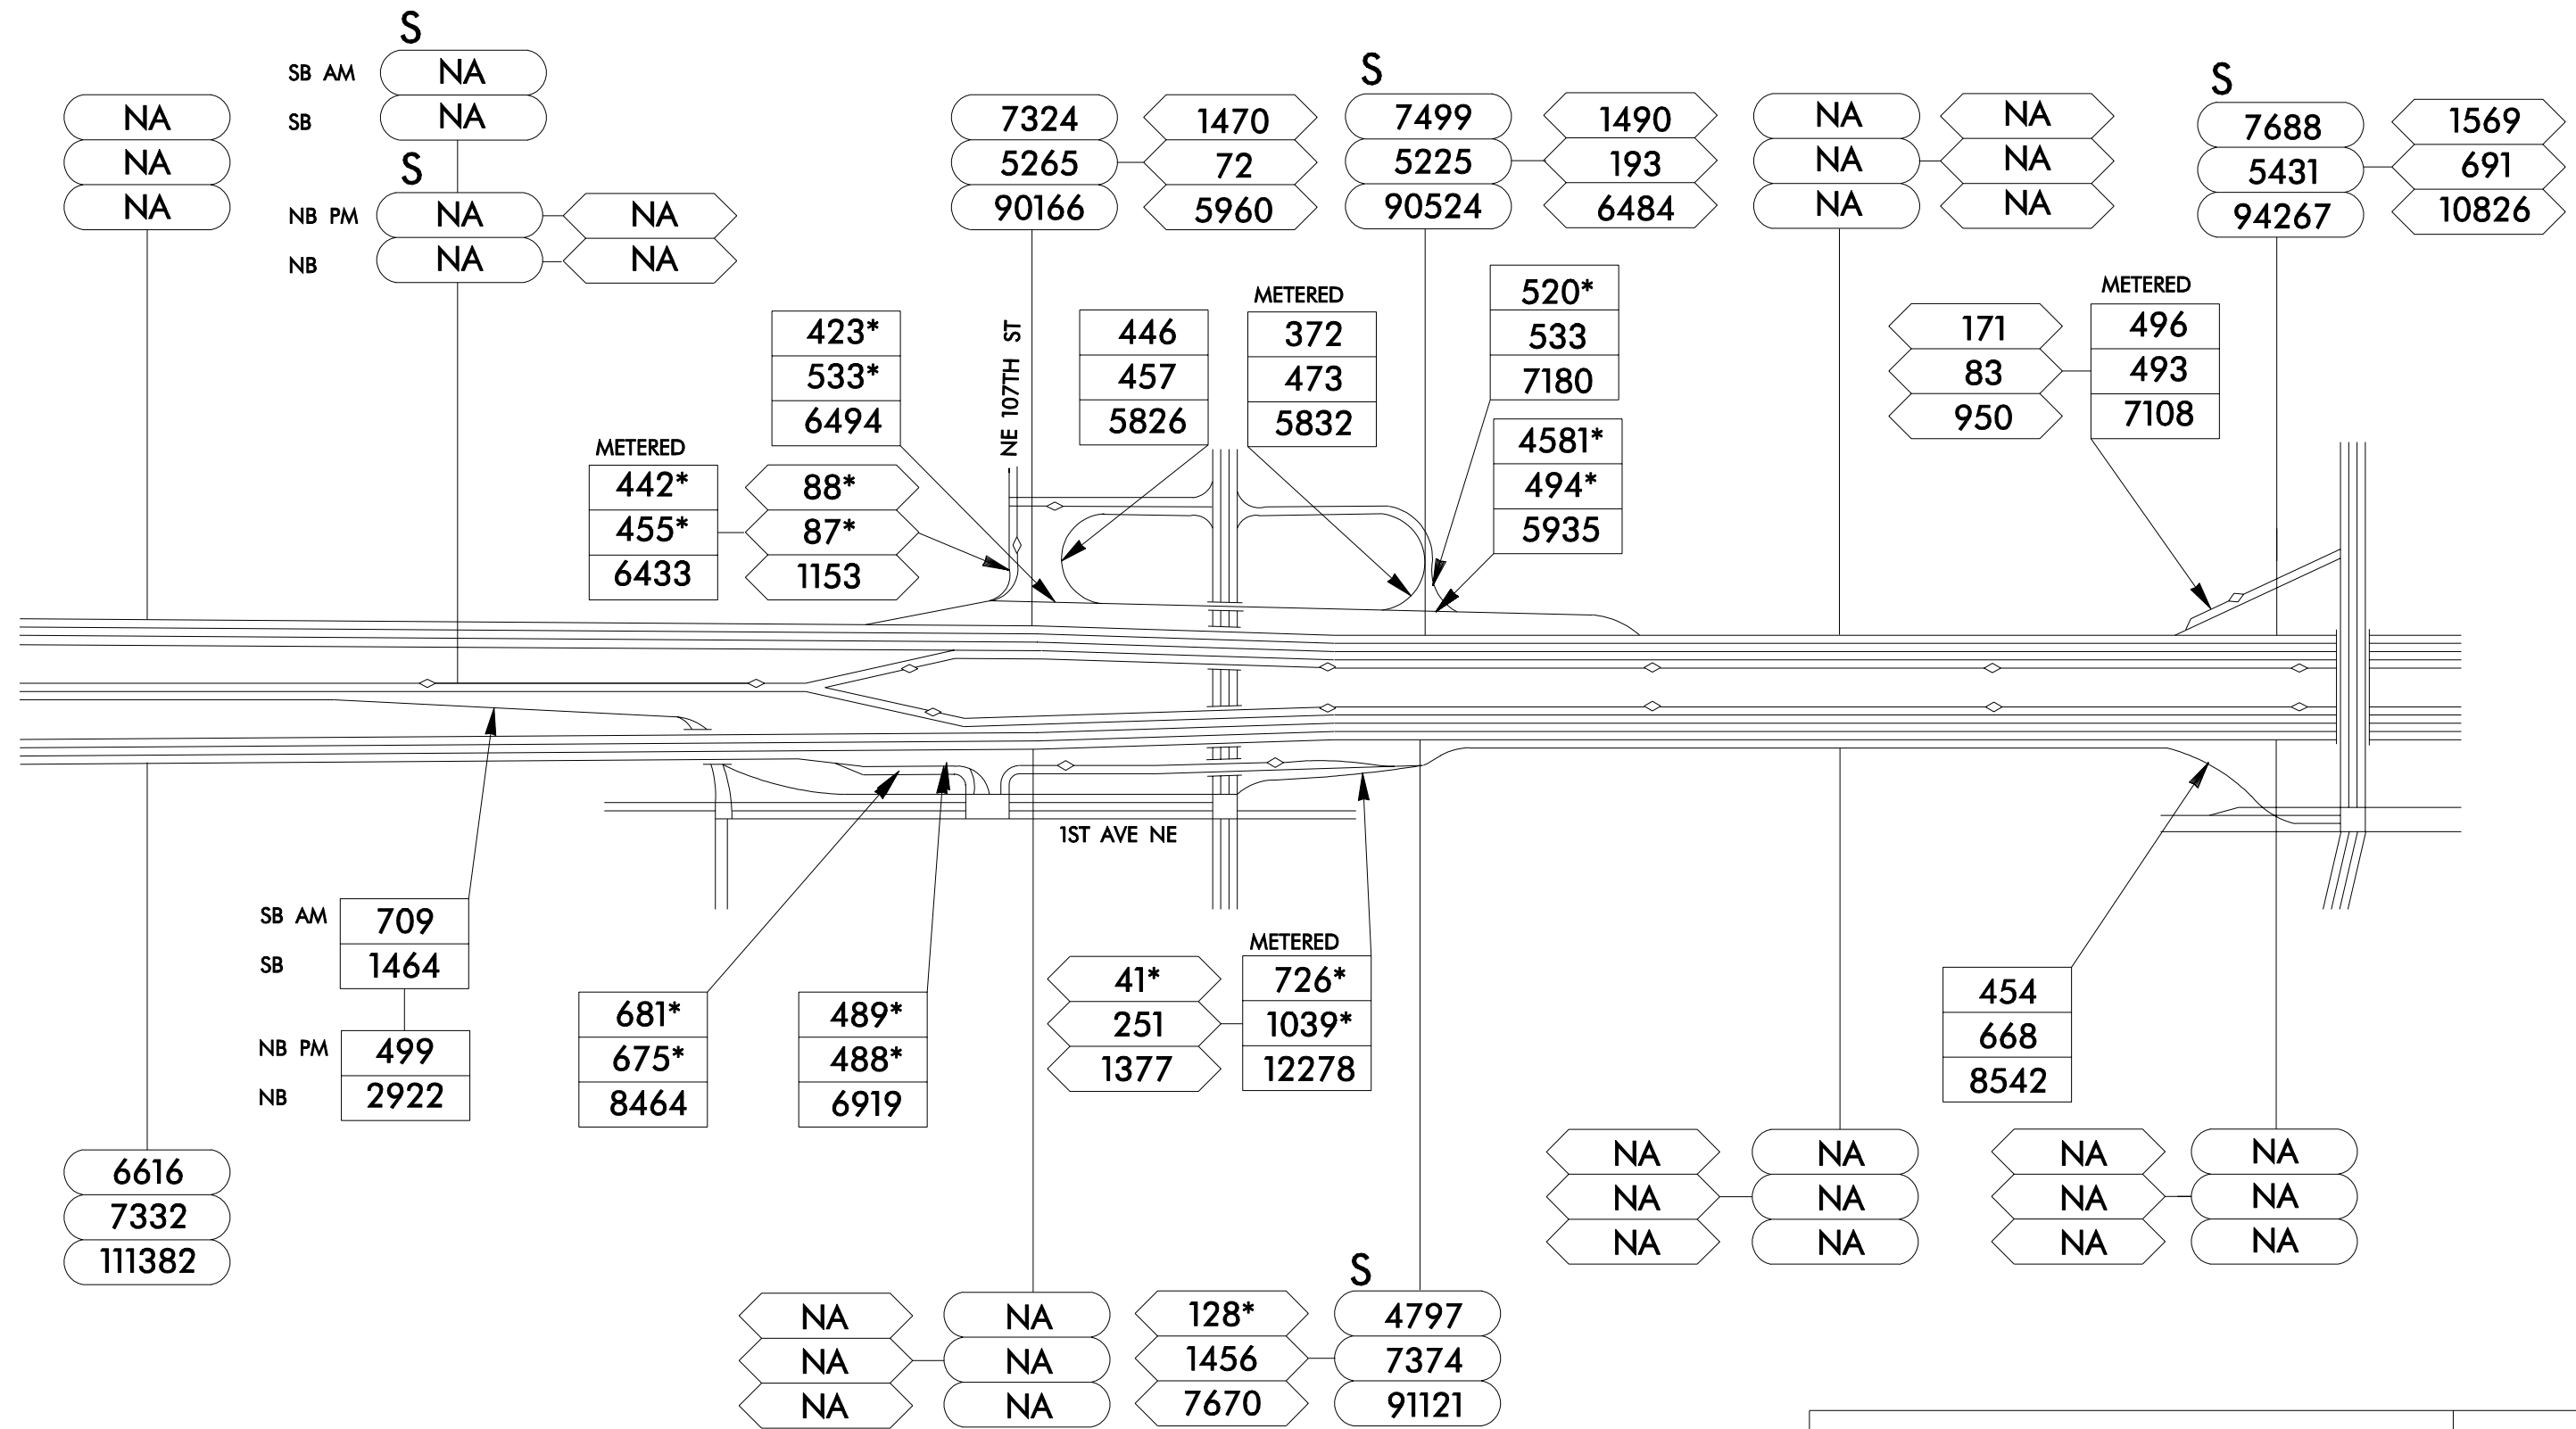 S
SB AM NA
SB NA
S
NB PM NA NA
NB NA NA
NA
NA
NA
7324 1470
5265 72
90166 5960
S
7499 1490
5225 193
90524 6484
NA NA
NA NA
NA NA
S
7688 1569
5431 691
94267 10826
METERED
442* 88*
455* 87*
6433 1153
423*
533*
6494
NE 107TH ST
446
457
5826
METERED
372
473
5832
520*
533
7180
4581*
494*
5935
METERED
171 496
83 493
950 7108
1ST AVE NE
SB AM 709
SB 1464
NB PM 499
NB 2922
681*
675*
8464
489*
488*
6919
METERED
41* 726*
251 1039*
1377 12278
454
668
8542
6616
7332
111382
NA NA
NA NA
NA NA
S
128* 4797
1456 7374
7670 91121
NA NA
NA NA
NA NA
NA NA
NA NA
NA NA